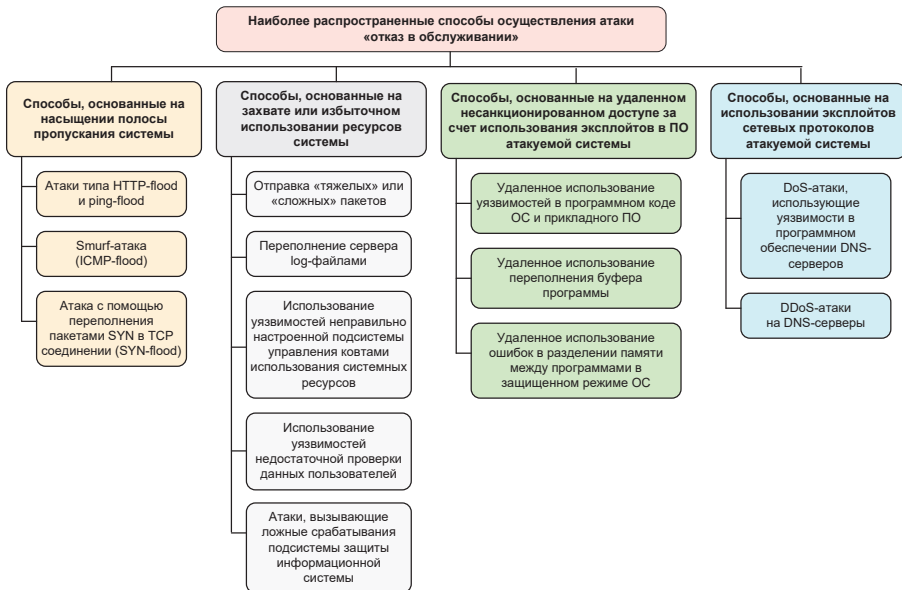 Наиболее распространенные способы осуществления атаки
«отказ в обслуживании»
Способы, основанные на
насыщении полосы
пропускания системы
Атаки типа HTTP-flood
и ping-flood
Smurf-атака
(ICMP-flood)
Атака с помощью
переполнения
пакетами SYN в TCP
соединении (SYN-flood)
Способы, основанные на
захвате или избыточном
использовании ресурсов
системы
Отправка «тяжелых» или
«сложных» пакетов
Переполнение сервера
log-файлами
Использование
уязвимостей неправильно
настроенной подсистемы
управления ковтами
использования системных
ресурсов
Использование
уязвимостей
недостаточной проверки
данных пользователей
Атаки, вызывающие
ложные срабатывания
подсистемы защиты
информационной
системы
Способы, основанные на удаленном
несанкционированном доступе за
счет использования эксплойтов в ПО
атакуемой системы
Удаленное использование
уязвимостей в программном коде
ОС и прикладного ПО
Удаленное использование
переполнения буфера
программы
Удаленное использование
ошибок в разделении памяти
между программами в
защищенном режиме ОС
Способы, основанные на
использовании эксплойтов
сетевых протоколов
атакуемой системы
DoS-атаки,
использующие
уязвимости в
программном
обеспечении DNS-
серверов
DDoS-атаки
на DNS-серверы